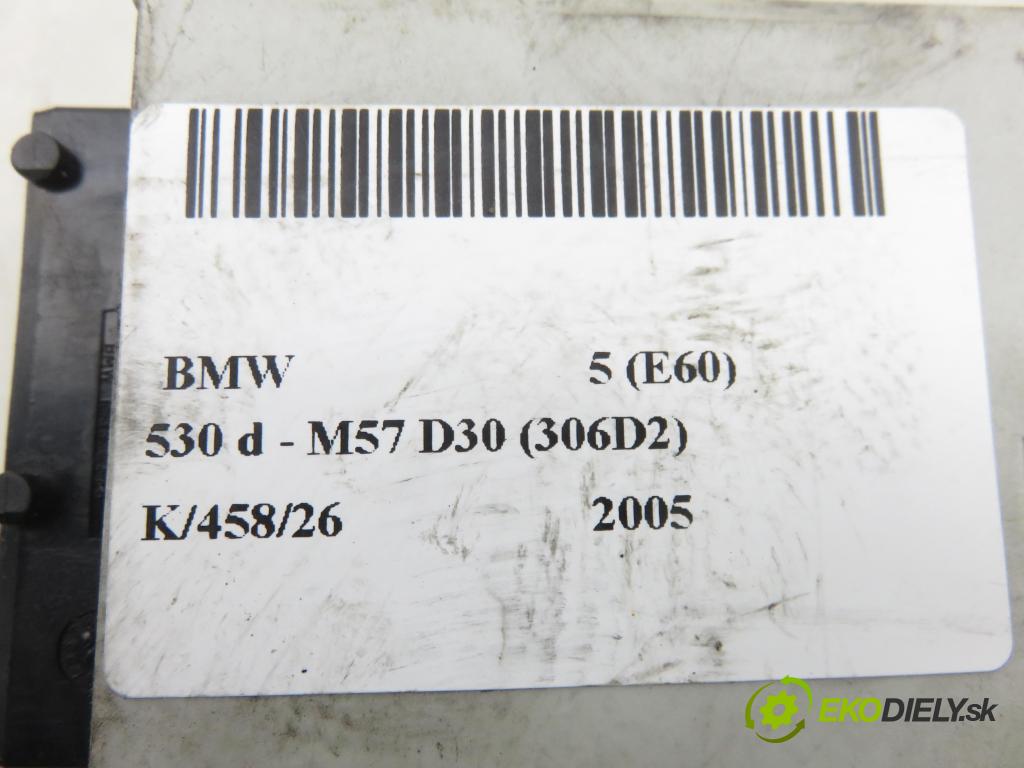 BMW 5 (E60)
530 d - M57 D30 (306D2)
K/458/26 2005
EKODIELY.sk